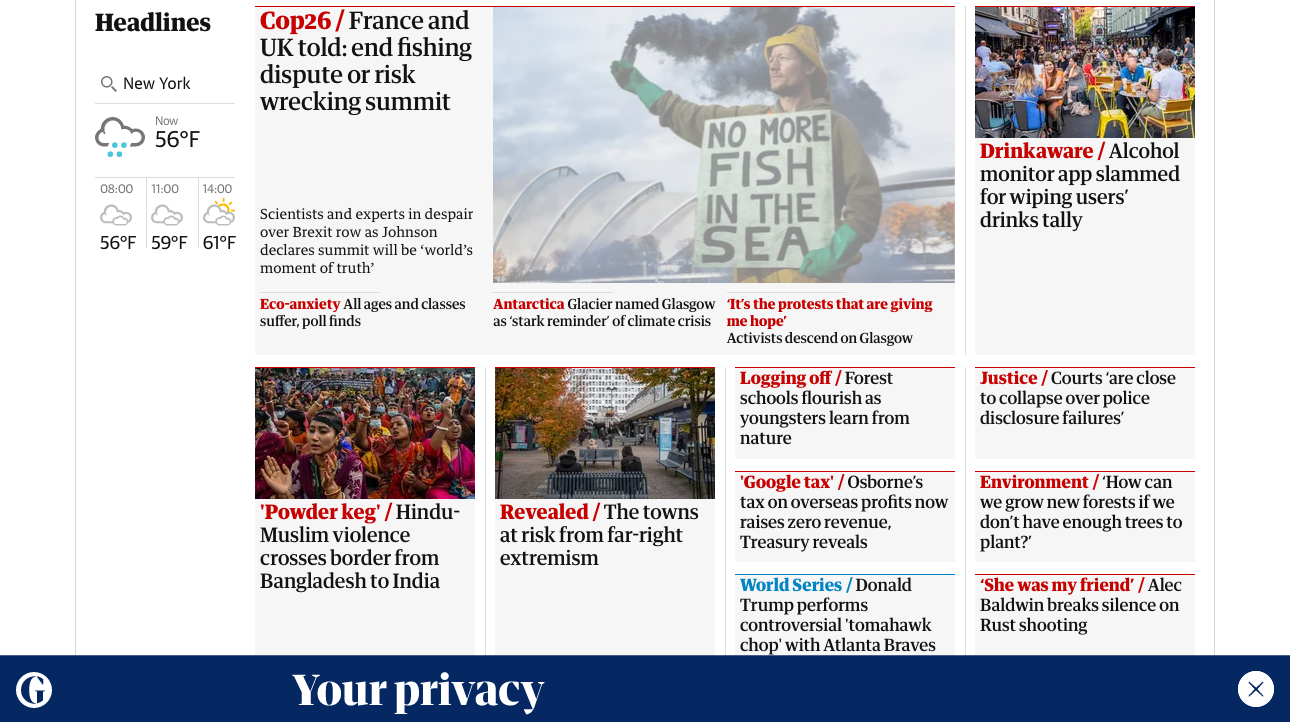 Headlines
New York
Now
56°F
08:00
11:00
14:00
56°F
59°F
61°F
Cop26 / France and
UK told: end fishing
dispute or risk
wrecking summit
Scientists and experts in despair
over Brexit row as Johnson
declares summit will be ‘world’s
moment of truth’
NO MORE
FISH
IN THE
SEA
Eco-anxiety All ages and classes
suffer, poll finds
Antarctica Glacier named Glasgow
as ‘stark reminder’ of climate crisis
‘It’s the protests that are giving
me hope’
Activists descend on Glasgow
Drinkaware / Alcohol
monitor app slammed
for wiping users’
drinks tally
'Powder keg' / Hindu-
Muslim violence
crosses border from
Bangladesh to India
Revealed / The towns
at risk from far-right
extremism
Logging off / Forest
schools flourish as
youngsters learn from
nature
'Google tax' / Osborne’s
tax on overseas profits now
raises zero revenue,
Treasury reveals
World Series / Donald
Trump performs
controversial 'tomahawk
chop' with Atlanta Braves
Justice / Courts ‘are close
to collapse over police
disclosure failures’
Environment / ‘How can
we grow new forests if we
don’t have enough trees to
plant?’
‘She was my friend’ / Alec
Baldwin breaks silence on
Rust shooting
G
Your privacy